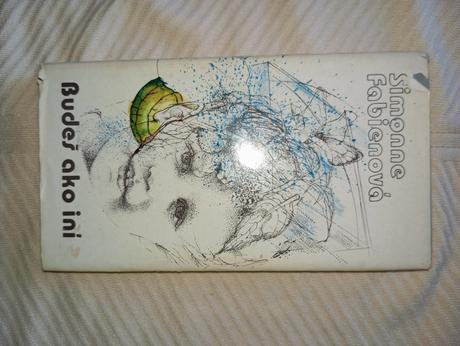 Simonne
Fabienová
Budeš ako iní